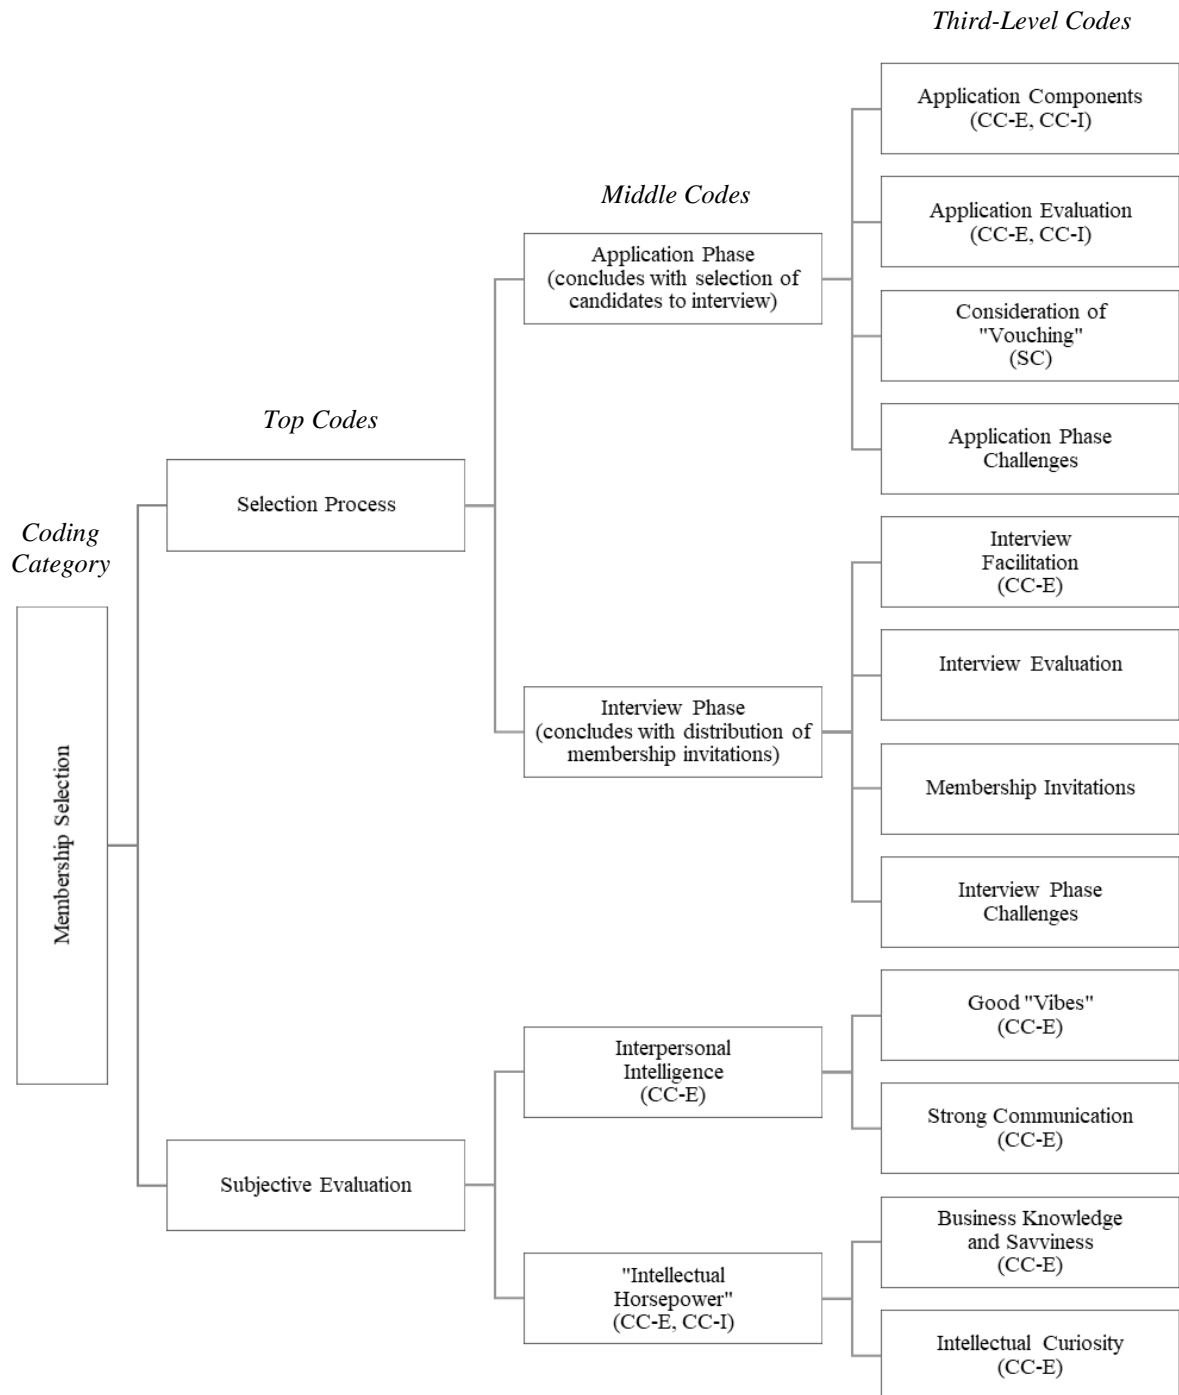 Third-Level Codes
Application Components
(CC-E, CC-I)
Middle Codes
Application Evaluation
(CC-E, CC-I)
Application Phase
(concludes with selection of
candidates to interview)
Consideration of
"Vouching"
(SC)
Top Codes
Application Phase
Challenges
Selection Process
Coding
Category
Interview
Facilitation
(CC-E)
Interview Evaluation
Interview Phase
(concludes with distribution of
membership invitations)
Membership Selection
Membership Invitations
Interview Phase
Challenges
Good "Vibes"
(CC-E)
Interpersonal
Intelligence
(CC-E)
Strong Communication
(CC-E)
Subjective Evaluation
Business Knowledge
and Savviness
(CC-E)
"Intellectual
Horsepower"
(CC-E, CC-I)
Intellectual Curiosity
(CC-E)